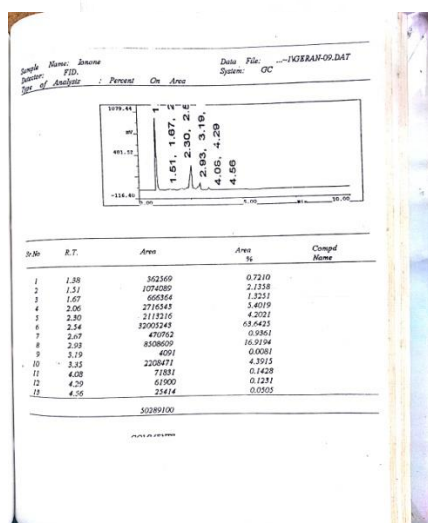 Sample Name: Ionone
Data File: ...~1\GERAN-09.DAT
Detector: FID.
System: GC
Type of Analysis : Percent On Area
1079.44
mV
481.52
-116.40
1.51, 1.67,
2.30,
2.93, 3.19,
4.06, 4.29
4.56
0.00
5.00
Min
10.00
Sr.No R.T. Area Area % Compd Name
1 1.38 362569 0.7210
2 1.51 1074089 2.1358
3 1.67 666364 1.3251
4 2.06 2716543 5.4019
5 2.30 2113216 4.2021
6 2.54 32005243 63.6425
7 2.67 470762 0.9361
8 2.93 8508609 16.9194
9 3.19 4091 0.0081
10 3.35 2208471 4.3915
11 4.08 71831 0.1428
12 4.29 61900 0.1231
13 4.56 25414 0.0505
50289100